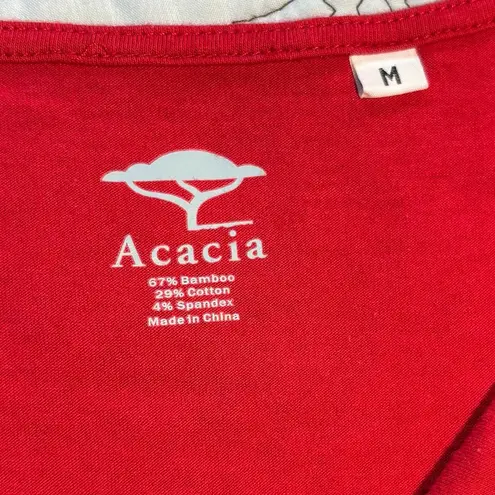 M
Acacia
67% Bamboo
29% Cotton
4% Spandex
Made in China